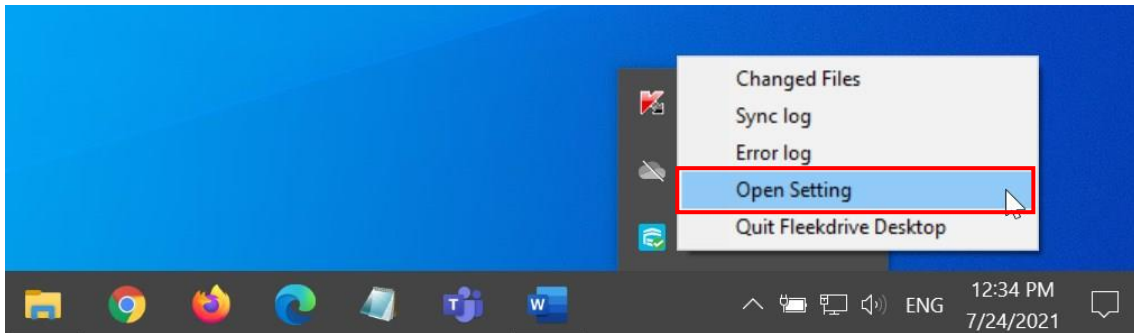 Changed Files
Sync log
Error log
Open Setting
Quit Fleekdrive Desktop
ENG
12:34 PM
7/24/2021